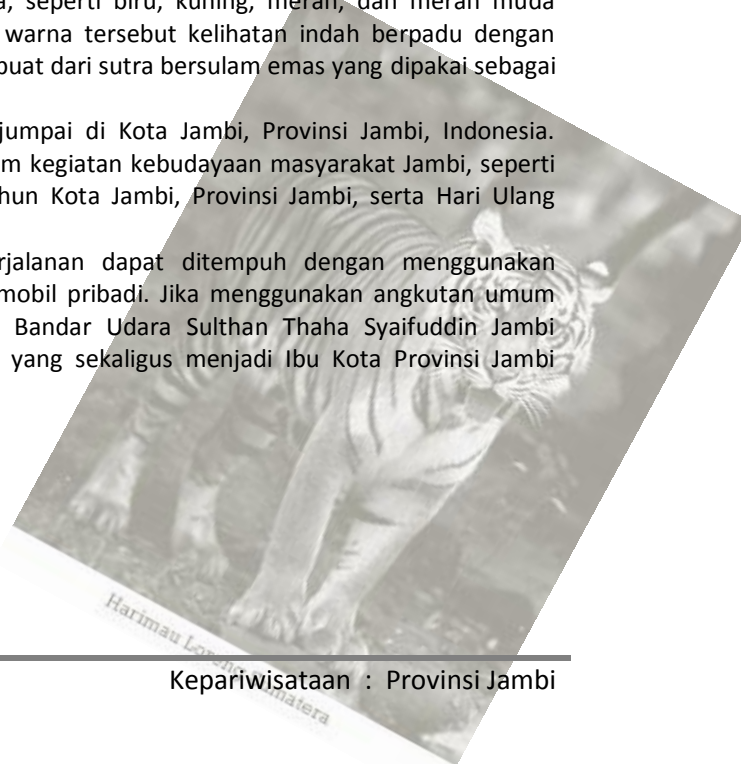 seperti biru, kuning, merah, dan merah muda
warna tersebut kelihatan indah berpadu dengan
buat dari sutra bersulam emas yang dipakai sebagai
jumpai di Kota Jambi, Provinsi Jambi, Indonesia.
m kegiatan kebudayaan masyarakat Jambi, seperti
hun Kota Jambi, Provinsi Jambi, serta Hari Ulang
rjalanan dapat ditempuh dengan menggunakan
mobil pribadi. Jika menggunakan angkutan umum
Bandar Udara Sulthan Thaha Syaifuddin Jambi
yang sekaligus menjadi Ibu Kota Provinsi Jambi
Harimau Loreng Sumatera
Kepariwisataan : Provinsi Jambi